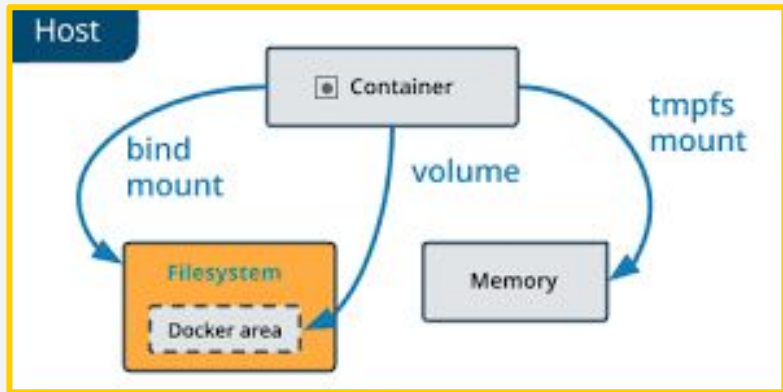 Host
Container
bind
mount
volume
tmpfs
mount
Filesystem
Docker area
Memory